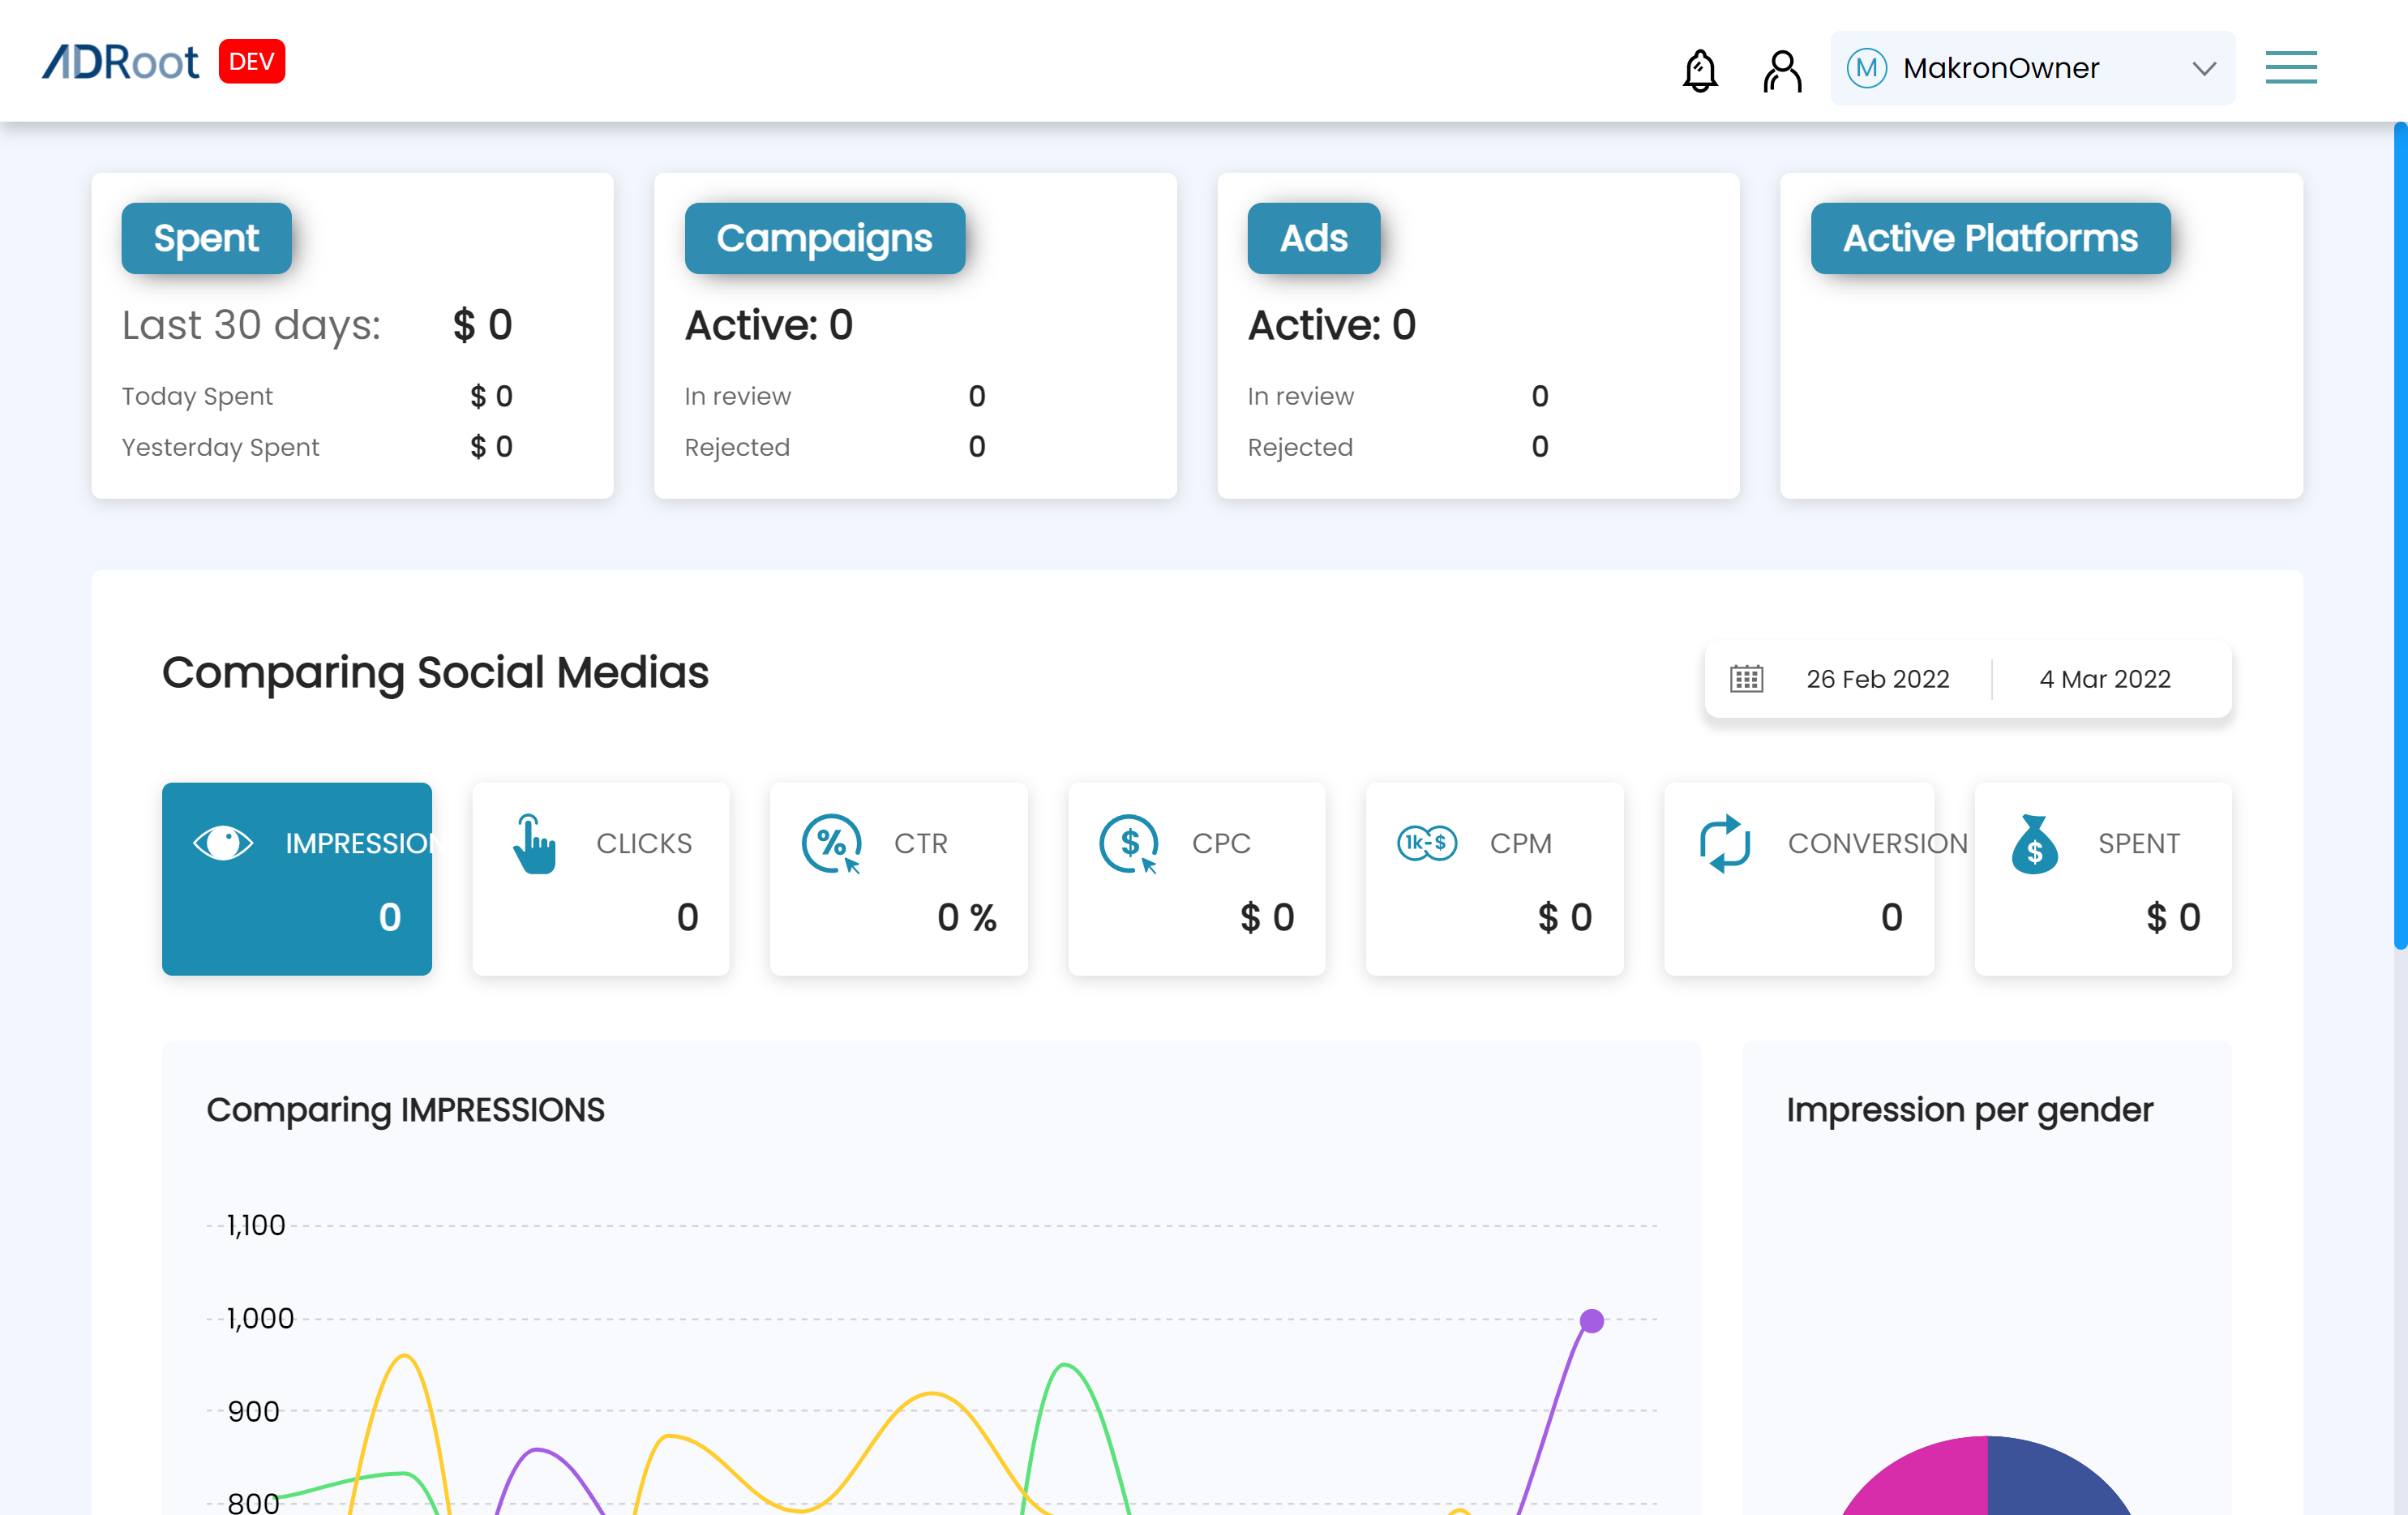 ADRoot DEV M MakronOwner
Spent Campaigns Ads Active Platforms
Last 30 days: $ 0 Active: 0 Active: 0
Today Spent $ 0 In review 0 In review 0
Yesterday Spent $ 0 Rejected 0 Rejected 0
Comparing Social Medias 26 Feb 2022 4 Mar 2022
IMPRESSION CLICKS % CTR $ CPC 1k-$ CPM CONVERSION $ SPENT
0 0 0 % $ 0 $ 0 0 $ 0
Comparing IMPRESSIONS Impression per gender
1,100
1,000
900
800